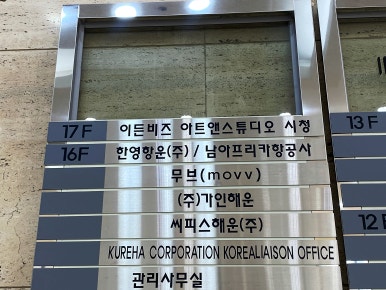 17F 이든비즈 아트앤스튜디오 시청
16F 한영항운(주) / 남아프리카항공사
무브(movv)
(주)가인해운
씨피스해운(주)
KUREHA CORPORATION KOREALIAISON OFFICE
관리사무실
13F
12F